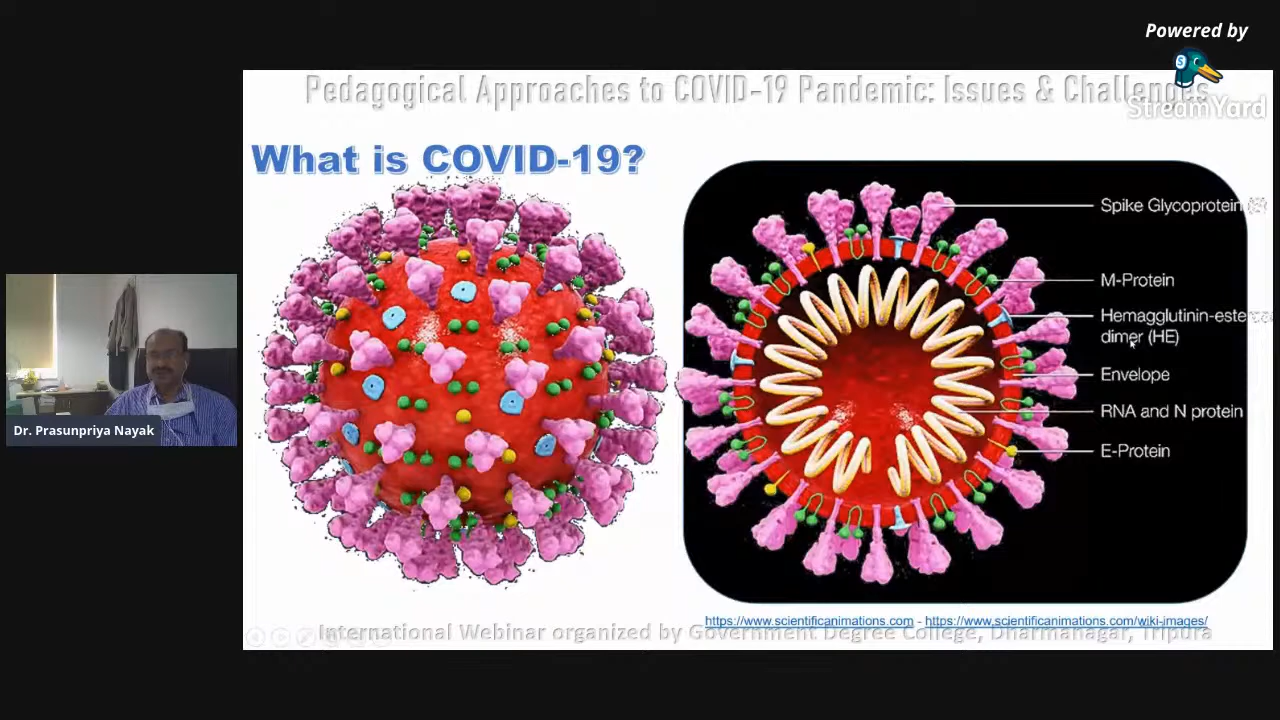 Powered by
StreamYard
Pedagogical Approaches to COVID-19 Pandemic: Issues & Challenges
What is COVID-19?
Spike Glycoprotein (S)
M-Protein
Hemagglutinin-este
dimer (HE)
Envelope
RNA and N protein
E-Protein
Dr. Prasunpriya Nayak
https://www.scientificanimations.com - https://www.scientificanimations.com/wiki-images/
International Webinar organized by Government Degree College, Dharmanagar, Tripura